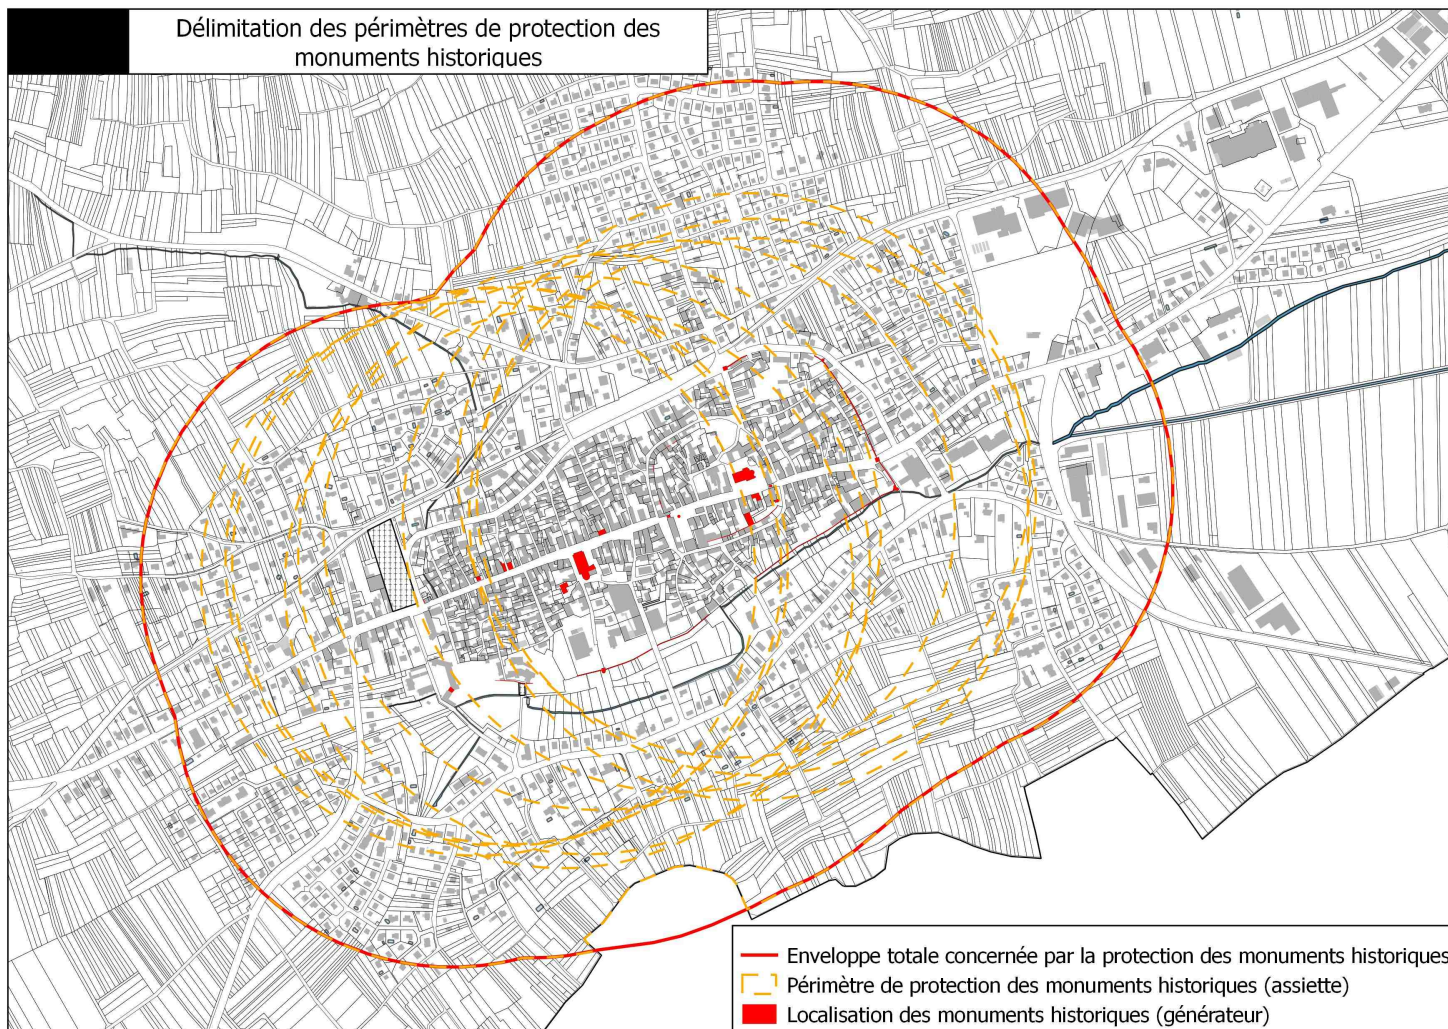 Délimitation des périmètres de protection des
monuments historiques
Enveloppe totale concernée par la protection des monuments historiques
Périmètre de protection des monuments historiques (assiette)
Localisation des monuments historiques (générateur)